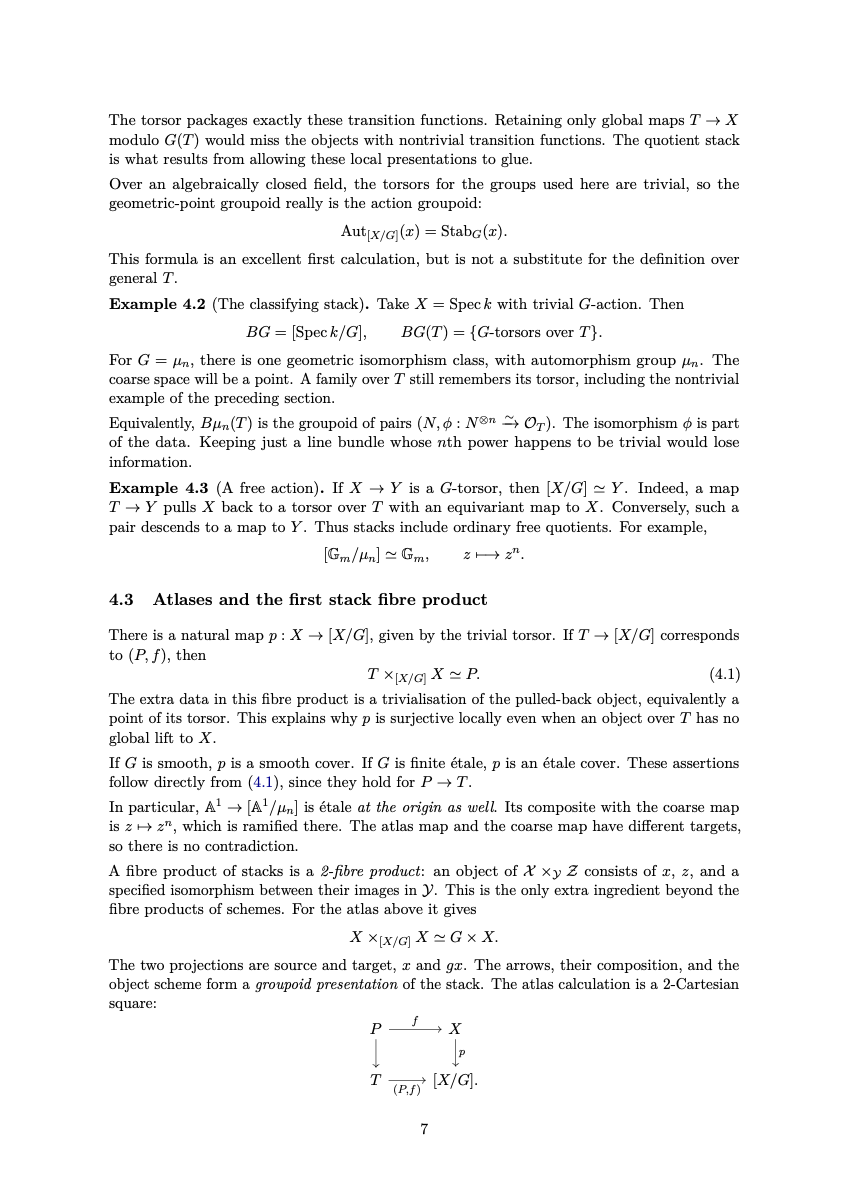 The torsor packages exactly these transition functions. Retaining only global maps T → X
modulo G(T) would miss the objects with nontrivial transition functions. The quotient stack
is what results from allowing these local presentations to glue.
Over an algebraically closed field, the torsors for the groups used here are trivial, so the
geometric-point groupoid really is the action groupoid:
Aut_{[X/G]}(x) = Stab_G(x).
This formula is an excellent first calculation, but is not a substitute for the definition over
general T.
Example 4.2 (The classifying stack). Take X = Spec k with trivial G-action. Then
BG = [Spec k/G], BG(T) = {G-torsors over T}.
For G = μ_n, there is one geometric isomorphism class, with automorphism group μ_n. The
coarse space will be a point. A family over T still remembers its torsor, including the nontrivial
example of the preceding section.
Equivalently, Bμ_n(T) is the groupoid of pairs (N, ϕ : N^{⊗n} ⥲ 𝒪_T). The isomorphism ϕ is part
of the data. Keeping just a line bundle whose nth power happens to be trivial would lose
information.
Example 4.3 (A free action). If X → Y is a G-torsor, then [X/G] ≃ Y. Indeed, a map
T → Y pulls X back to a torsor over T with an equivariant map to X. Conversely, such a
pair descends to a map to Y. Thus stacks include ordinary free quotients. For example,
[𝔾_m/μ_n] ≃ 𝔾_m, z ⟼ z^n.
4.3 Atlases and the first stack fibre product
There is a natural map p : X → [X/G], given by the trivial torsor. If T → [X/G] corresponds
to (P, f), then
T ×_{[X/G]} X ≃ P. (4.1)
The extra data in this fibre product is a trivialisation of the pulled-back object, equivalently a
point of its torsor. This explains why p is surjective locally even when an object over T has no
global lift to X.
If G is smooth, p is a smooth cover. If G is finite étale, p is an étale cover. These assertions
follow directly from (4.1), since they hold for P → T.
In particular, 𝔸^1 → [𝔸^1/μ_n] is étale at the origin as well. Its composite with the coarse map
is z ↦ z^n, which is ramified there. The atlas map and the coarse map have different targets,
so there is no contradiction.
A fibre product of stacks is a 2-fibre product: an object of 𝒳 ×_𝒴 𝒵 consists of x, z, and a
specified isomorphism between their images in 𝒴. This is the only extra ingredient beyond the
fibre products of schemes. For the atlas above it gives
X ×_{[X/G]} X ≃ G × X.
The two projections are source and target, x and gx. The arrows, their composition, and the
object scheme form a groupoid presentation of the stack. The atlas calculation is a 2-Cartesian
square:
f
P → X
↓ ↓ p
T → [X/G].
(P,f)
7